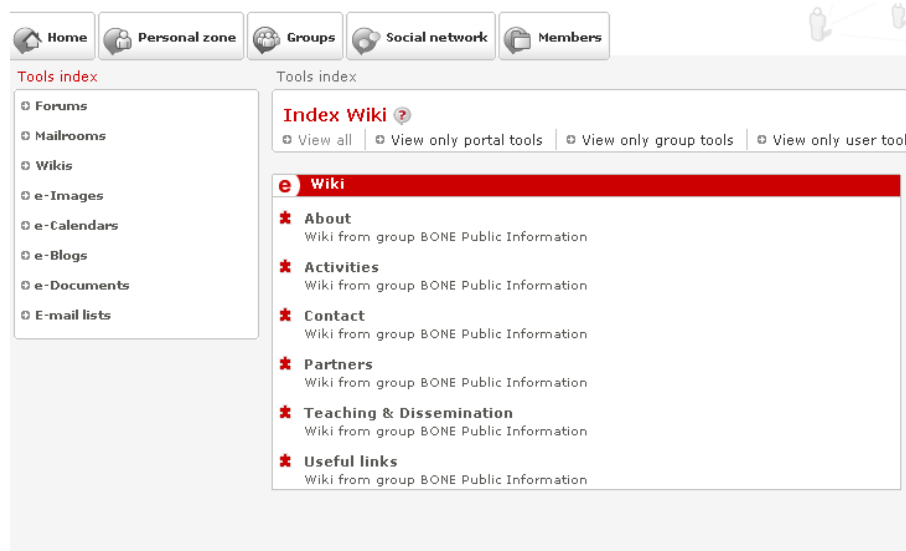 Home Personal zone Groups Social network Members
Tools index
Forums
Mailrooms
Wikis
e-Images
e-Calendars
e-Blogs
e-Documents
E-mail lists
Tools index
Index Wiki ?
View all View only portal tools View only group tools View only user tool
e Wiki
About
Wiki from group BONE Public Information
Activities
Wiki from group BONE Public Information
Contact
Wiki from group BONE Public Information
Partners
Wiki from group BONE Public Information
Teaching & Dissemination
Wiki from group BONE Public Information
Useful links
Wiki from group BONE Public Information